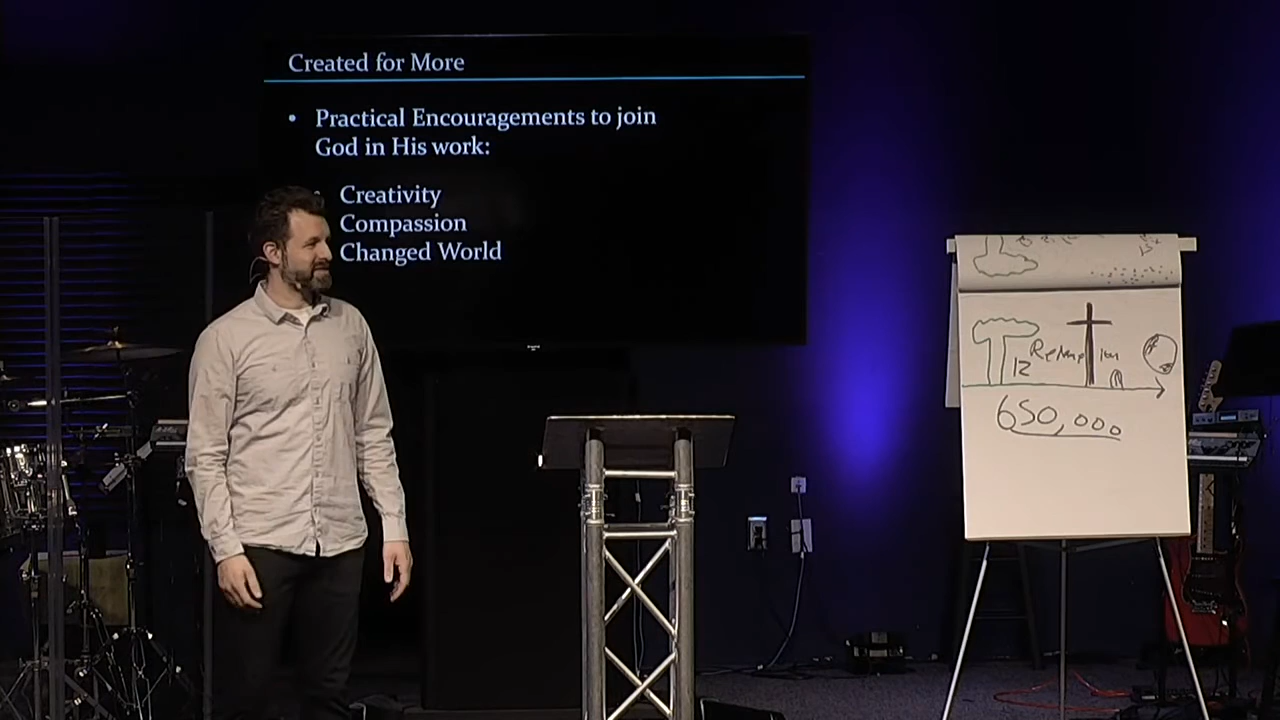 Created for More
• Practical Encouragements to join
God in His work:
Creativity
Compassion
Changed World
12 Redemption
650,000